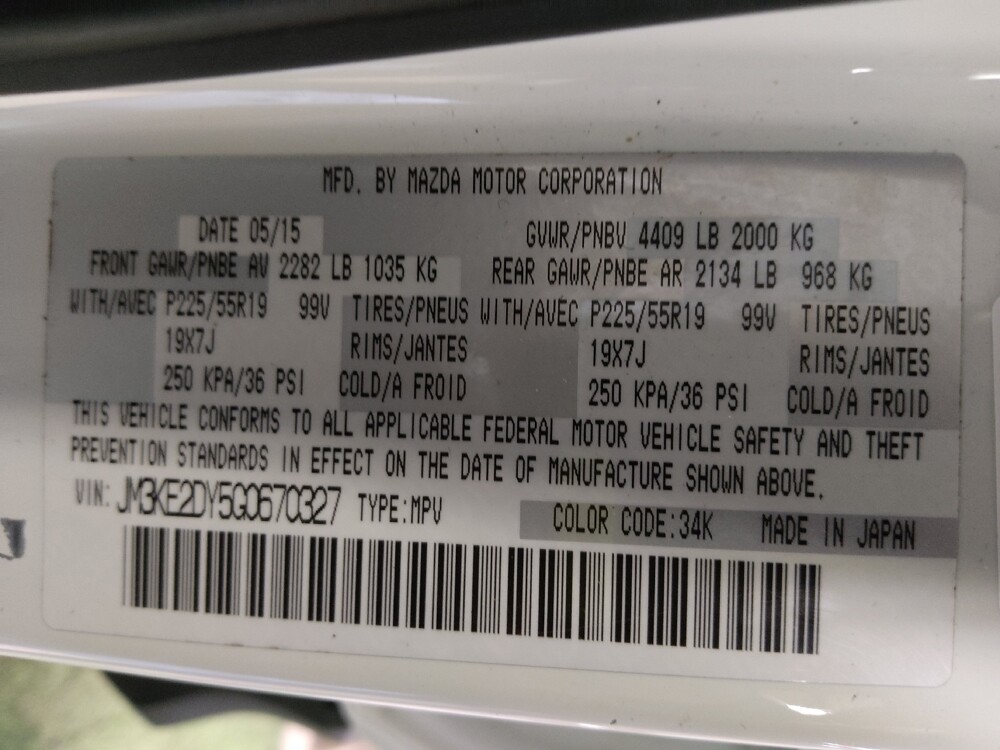 MFD. BY MAZDA MOTOR CORPORATION
DATE 05/15 GVWR/PNBV 4409 LB 2000 KG
FRONT GAWR/PNBE AV 2282 LB 1035 KG REAR GAWR/PNBE AR 2134 LB 968 KG
WITH/AVEC P225/55R19 99V TIRES/PNEUS WITH/AVEC P225/55R19 99V TIRES/PNEUS
19X7J RIMS/JANTES 19X7J RIMS/JANTES
250 KPA/36 PSI COLD/A FROID 250 KPA/36 PSI COLD/A FROID
THIS VEHICLE CONFORMS TO ALL APPLICABLE FEDERAL MOTOR VEHICLE SAFETY AND THEFT
PREVENTION STANDARDS IN EFFECT ON THE DATE OF MANUFACTURE SHOWN ABOVE.
VIN: JM3KE2DY5G0670327 TYPE:MPV COLOR CODE:34K MADE IN JAPAN